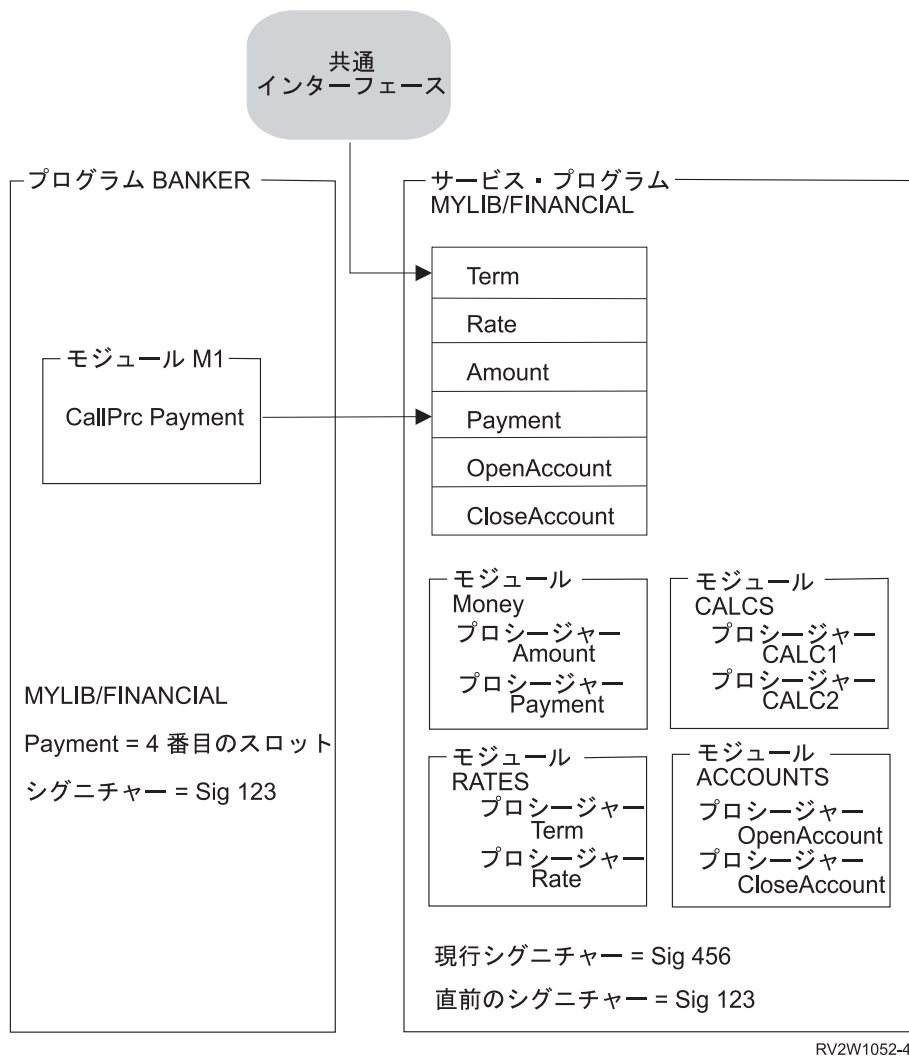 共通
インターフェース
プログラム BANKER
モジュール M1
CallPrc Payment
MYLIB/FINANCIAL
Payment = 4 番目のスロット
シグニチャー = Sig 123
サービス・プログラム
MYLIB/FINANCIAL
Term
Rate
Amount
Payment
OpenAccount
CloseAccount
モジュール
Money
プロシージャー
Amount
プロシージャー
Payment
モジュール
CALCS
プロシージャー
CALC1
プロシージャー
CALC2
モジュール
RATES
プロシージャー
Term
プロシージャー
Rate
モジュール
ACCOUNTS
プロシージャー
OpenAccount
プロシージャー
CloseAccount
現行シグニチャー = Sig 456
直前のシグニチャー = Sig 123
RV2W1052-4